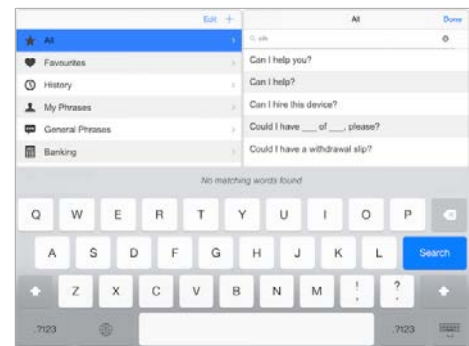 Edit +
All
Done
All
Favourites
History
My Phrases
General Phrases
Banking
Can I help you?
Can I help?
Can I hire this device?
Could I have ___ of ___, please?
Could I have a withdrawal slip?
No matching words found
Q W E R T Y U I O P
A S D F G H J K L Search
Z X C V B N M ! , ? .
.?123 .?123